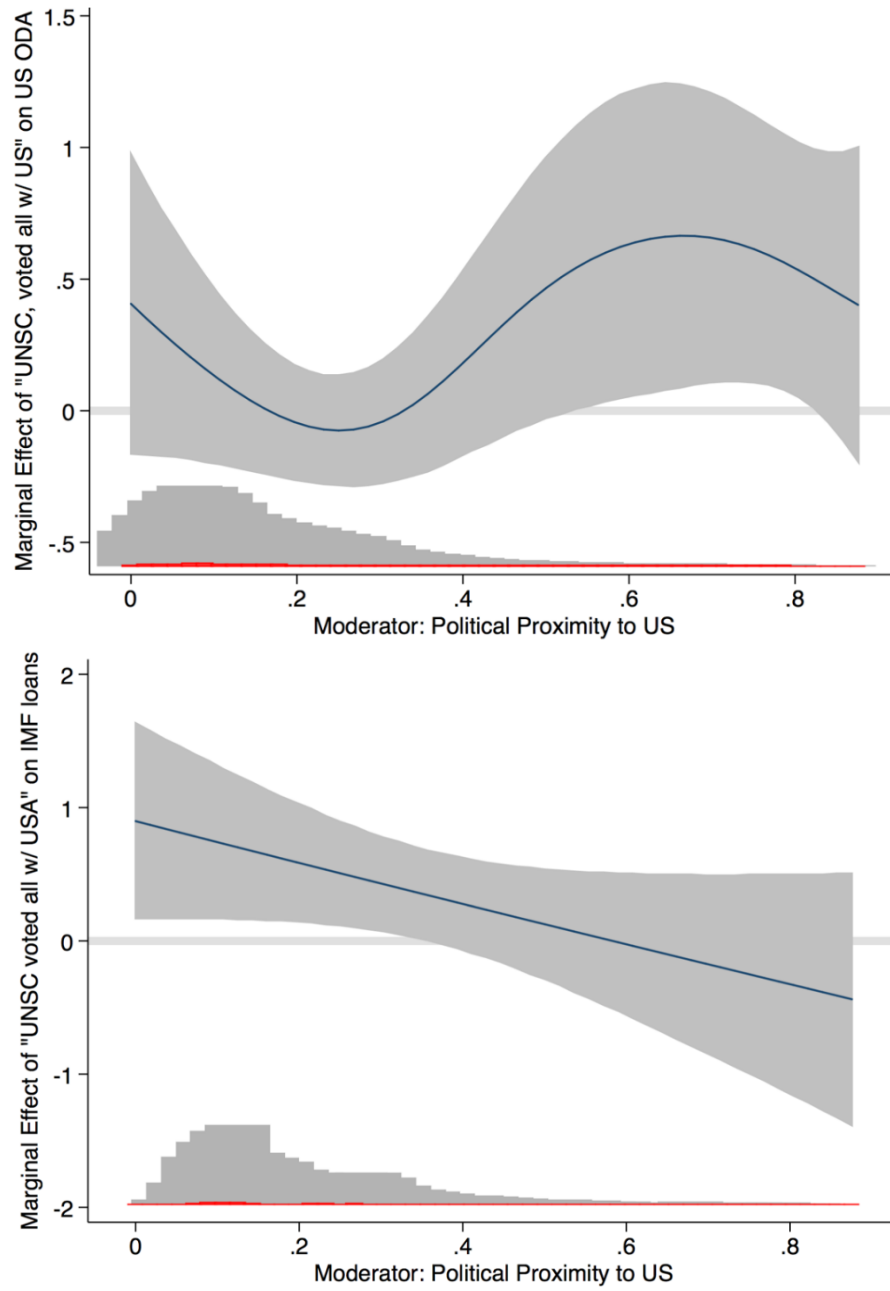 Marginal Effect of "UNSC, voted all w/ US" on US ODA
1.5
1
.5
0
-.5
0 .2 .4 .6 .8
Moderator: Political Proximity to US
Marginal Effect of "UNSC voted all w/ USA" on IMF loans
2
1
0
-1
-2
0 .2 .4 .6 .8
Moderator: Political Proximity to US